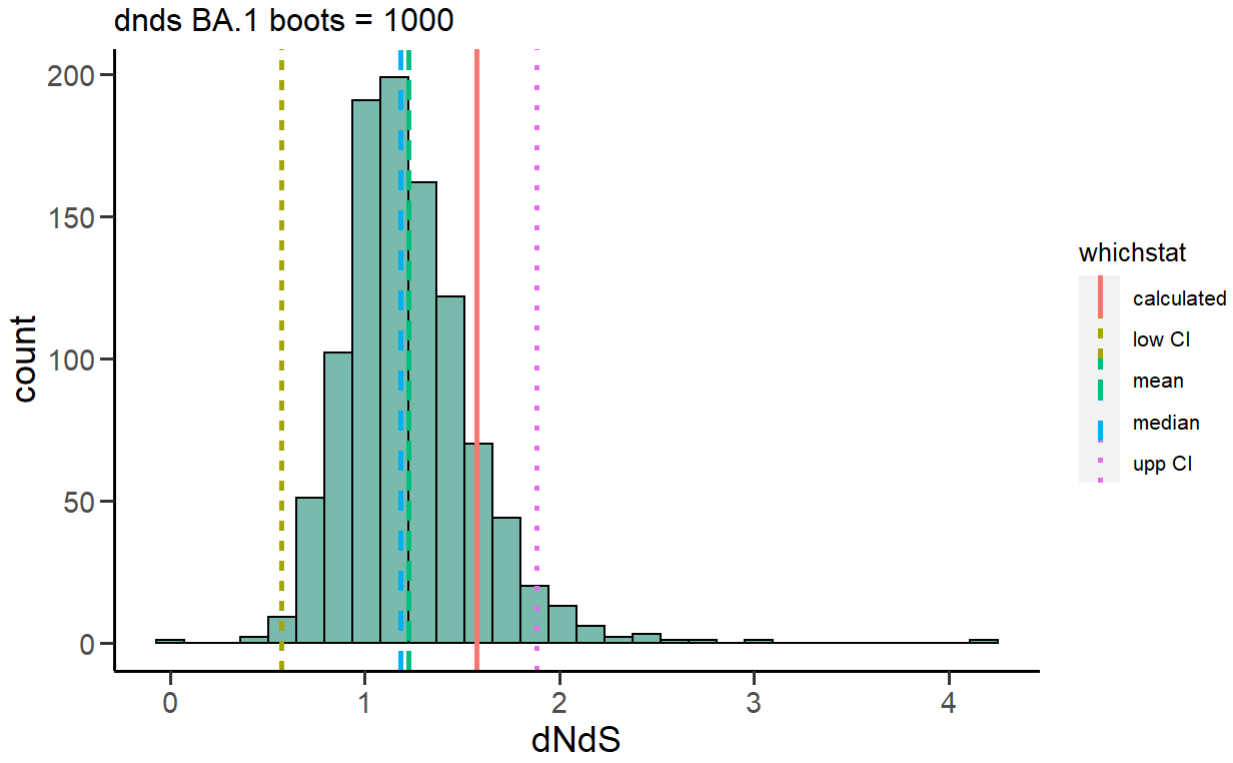 dnds BA.1 boots = 1000
200
150
100
50
0
count
0 1 2 3 4
dNdS
whichstat
calculated
low CI
mean
median
upp CI